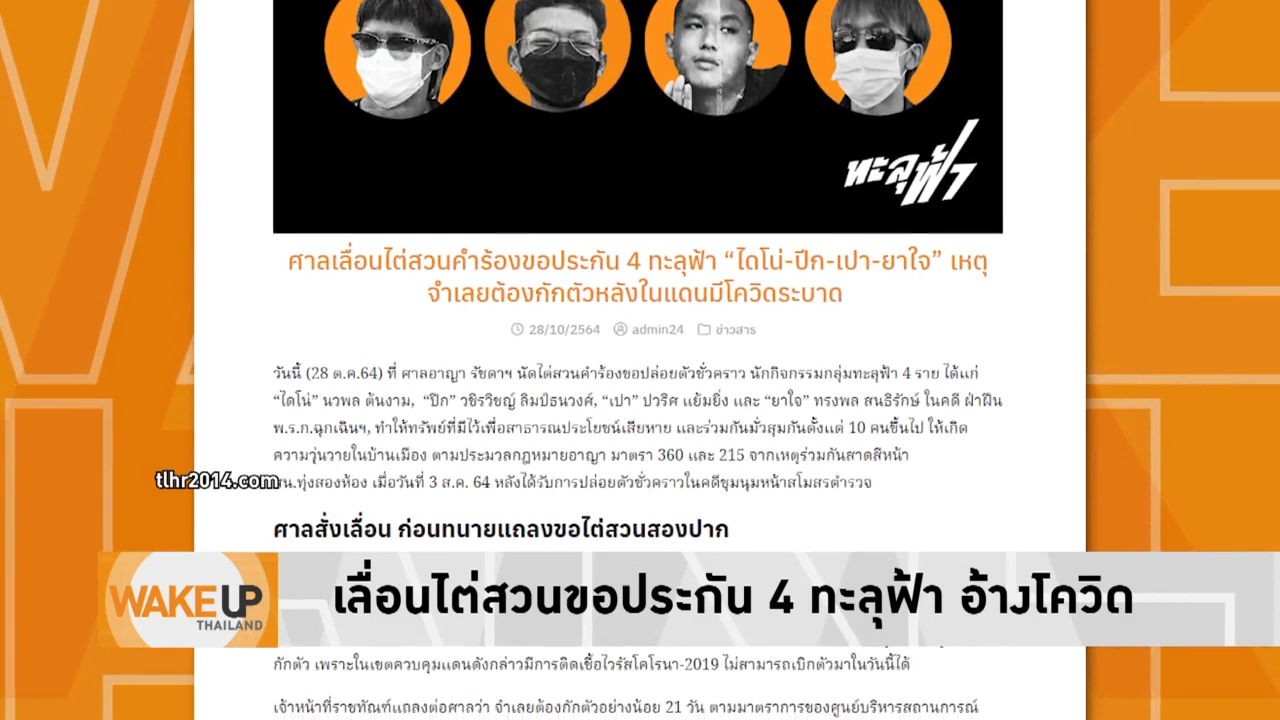 ทะลุฟ้า
ศาลเลื่อนไต่สวนคำร้องขอประกัน 4 ทะลุฟ้า “ไดโน่-ปีก-เปา-ยาใจ” เหตุ
จำเลยต้องกักตัวหลังในแดนมีโควิดระบาด
28/10/2564 admin24 ข่าวสาร
วันนี้ (28 ต.ค.64) ที่ ศาลอาญา รัชดาฯ นัดไต่สวนคำร้องขอปล่อยตัวชั่วคราว นักกิจกรรมกลุ่มทะลุฟ้า 4 ราย ได้แก่
“ไดโน่” นวพล ต้นงาม, “ปีก” วชิรวิชญ์ ลิมป์ธนวงศ์, “เปา” ปวริศ แย้มยิ่ง และ “ยาใจ” ทรงพล สนธิรักษ์ ในคดี ฝ่าฝืน
พ.ร.ก.ฉุกเฉินฯ, ทำให้ทรัพย์ที่มีไว้เพื่อสาธารณประโยชน์เสียหาย และร่วมกันมั่วสุมกันตั้งแต่ 10 คนขึ้นไป ให้เกิด
ความวุ่นวายในบ้านเมือง ตามประมวลกฎหมายอาญา มาตรา 360 และ 215 จากเหตุร่วมกันสาดสีหน้า
tlhr2014.com
สน.ทุ่งสองห้อง เมื่อวันที่ 3 ส.ค. 64 หลังได้รับการปล่อยตัวชั่วคราวในคดีชุมนุมหน้าสโมสรตำรวจ
ศาลสั่งเลื่อน ก่อนทนายแถลงขอไต่สวนสองปาก
WAKE UP
THAILAND
เลื่อนไต่สวนขอประกัน 4 ทะลุฟ้า อ้างโควิด
กักตัว เพราะในเขตควบคุมแดนดังกล่าวมีการติดเชื้อไวรัสโคโรนา-2019 ไม่สามารถเบิกตัวมาในวันนี้ได้
เจ้าหน้าที่ราชทัณฑ์แถลงต่อศาลว่า จำเลยต้องกักตัวอย่างน้อย 21 วัน ตามมาตราการของศูนย์บริหารสถานการณ์